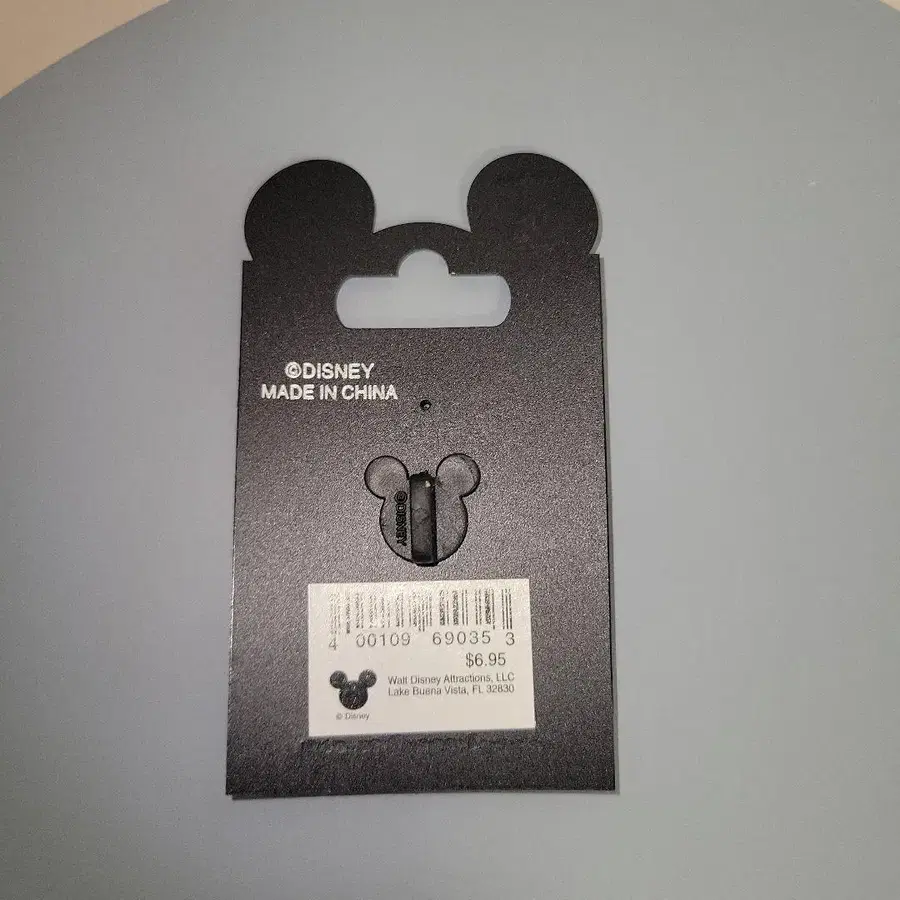 ©DISNEY
MADE IN CHINA
©DISNEY
4 00109 69035 3
$6.95
Walt Disney Attractions, LLC
Lake Buena Vista, FL 32830
© Disney